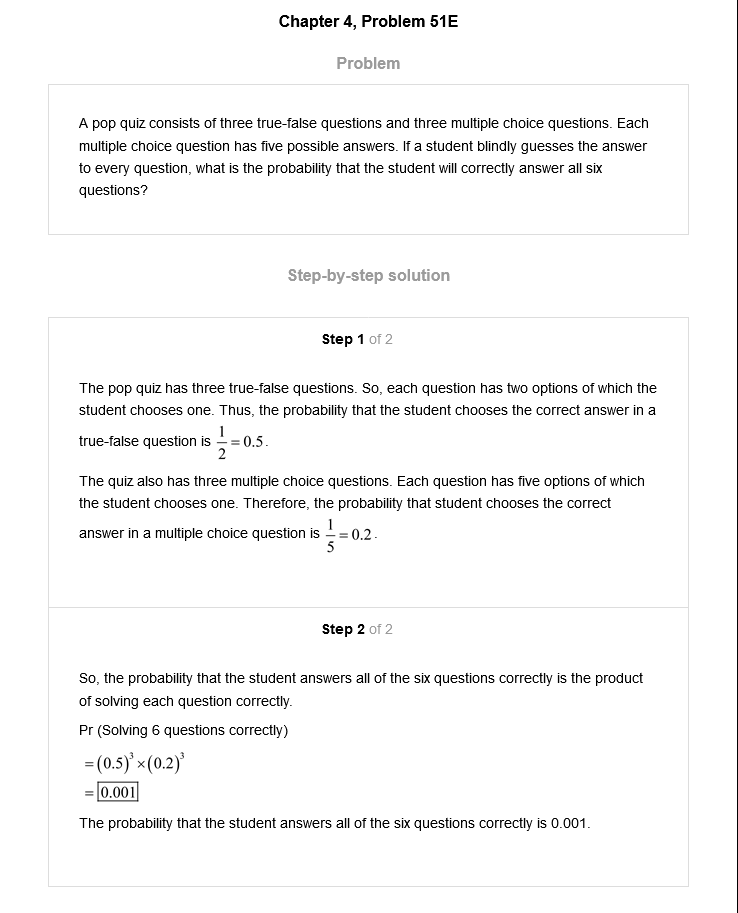 Chapter 4, Problem 51E
Problem
A pop quiz consists of three true-false questions and three multiple choice questions. Each
multiple choice question has five possible answers. If a student blindly guesses the answer
to every question, what is the probability that the student will correctly answer all six
questions?
Step-by-step solution
Step 1 of 2
The pop quiz has three true-false questions. So, each question has two options of which the
student chooses one. Thus, the probability that the student chooses the correct answer in a
true-false question is 1/2 = 0.5.
The quiz also has three multiple choice questions. Each question has five options of which
the student chooses one. Therefore, the probability that student chooses the correct
answer in a multiple choice question is 1/5 = 0.2.
Step 2 of 2
So, the probability that the student answers all of the six questions correctly is the product
of solving each question correctly.
Pr (Solving 6 questions correctly)
= (0.5)³ × (0.2)³
= 0.001
The probability that the student answers all of the six questions correctly is 0.001.